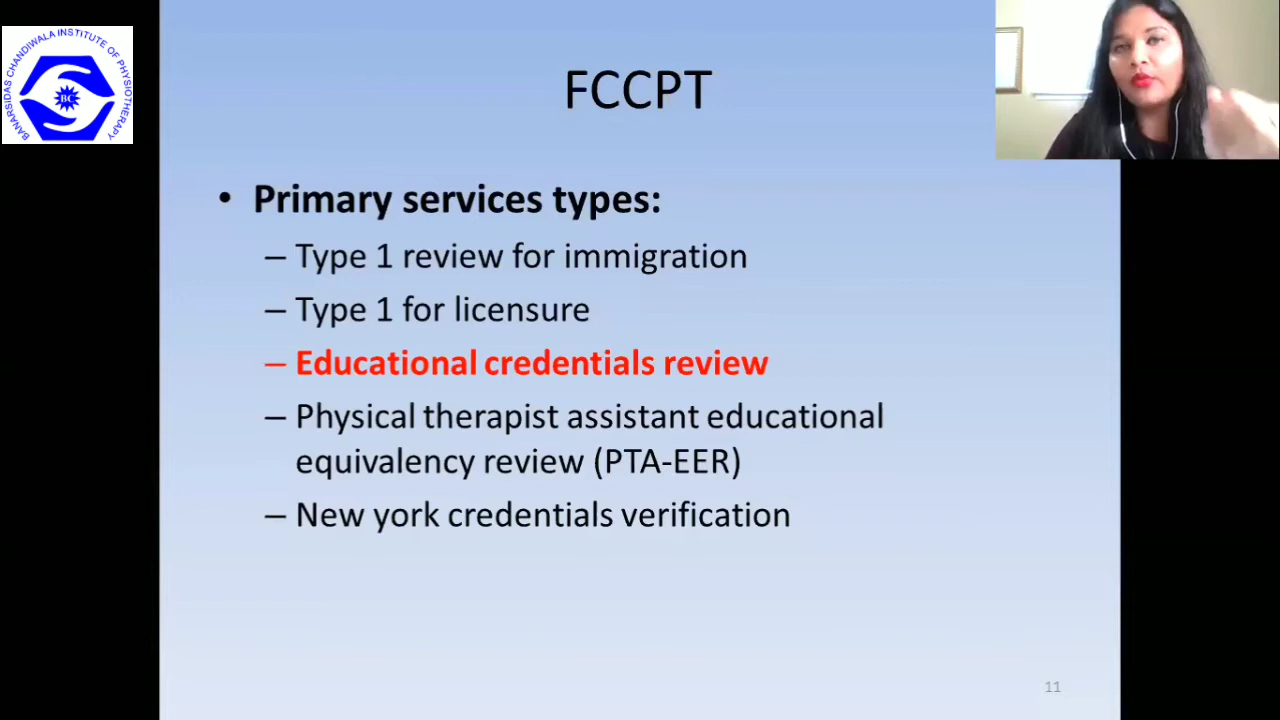 BANARSIDAS CHANDIWALA INSTITUTE OF PHYSIOTHERAPY
BC
FCCPT
• Primary services types:
– Type 1 review for immigration
– Type 1 for licensure
– Educational credentials review
– Physical therapist assistant educational
equivalency review (PTA-EER)
– New york credentials verification
11